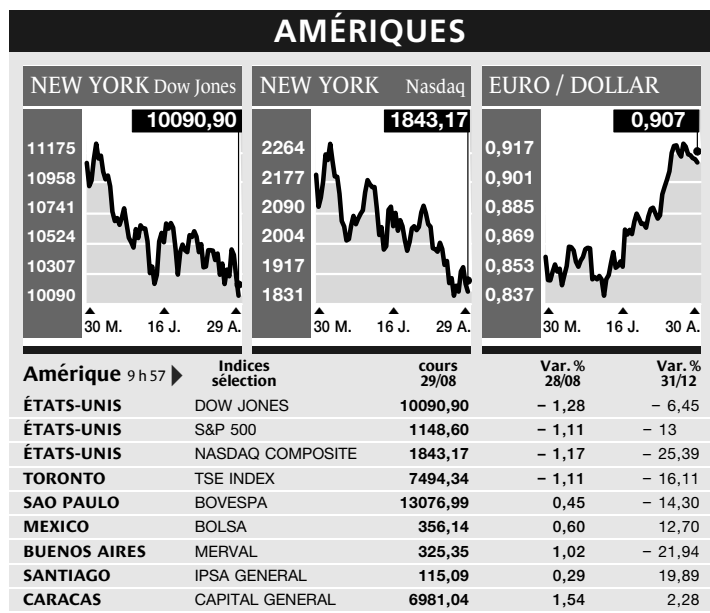 AMÉRIQUES
NEW YORK Dow Jones
10090,90
11175
10958
10741
10524
10307
10090
30 M. 16 J. 29 A.
NEW YORK Nasdaq
1843,17
2264
2177
2090
2004
1917
1831
30 M. 16 J. 29 A.
EURO / DOLLAR
0,907
0,917
0,901
0,885
0,869
0,853
0,837
30 M. 16 J. 30 A.
Amérique 9 h 57 Indices sélection cours 29/08 Var. % 28/08 Var. % 31/12
ÉTATS-UNIS DOW JONES 10090,90 – 1,28 – 6,45
ÉTATS-UNIS S&P 500 1148,60 – 1,11 – 13
ÉTATS-UNIS NASDAQ COMPOSITE 1843,17 – 1,17 – 25,39
TORONTO TSE INDEX 7494,34 – 1,11 – 16,11
SAO PAULO BOVESPA 13076,99 0,45 – 14,30
MEXICO BOLSA 356,14 0,60 12,70
BUENOS AIRES MERVAL 325,35 1,02 – 21,94
SANTIAGO IPSA GENERAL 115,09 0,29 19,89
CARACAS CAPITAL GENERAL 6981,04 1,54 2,28